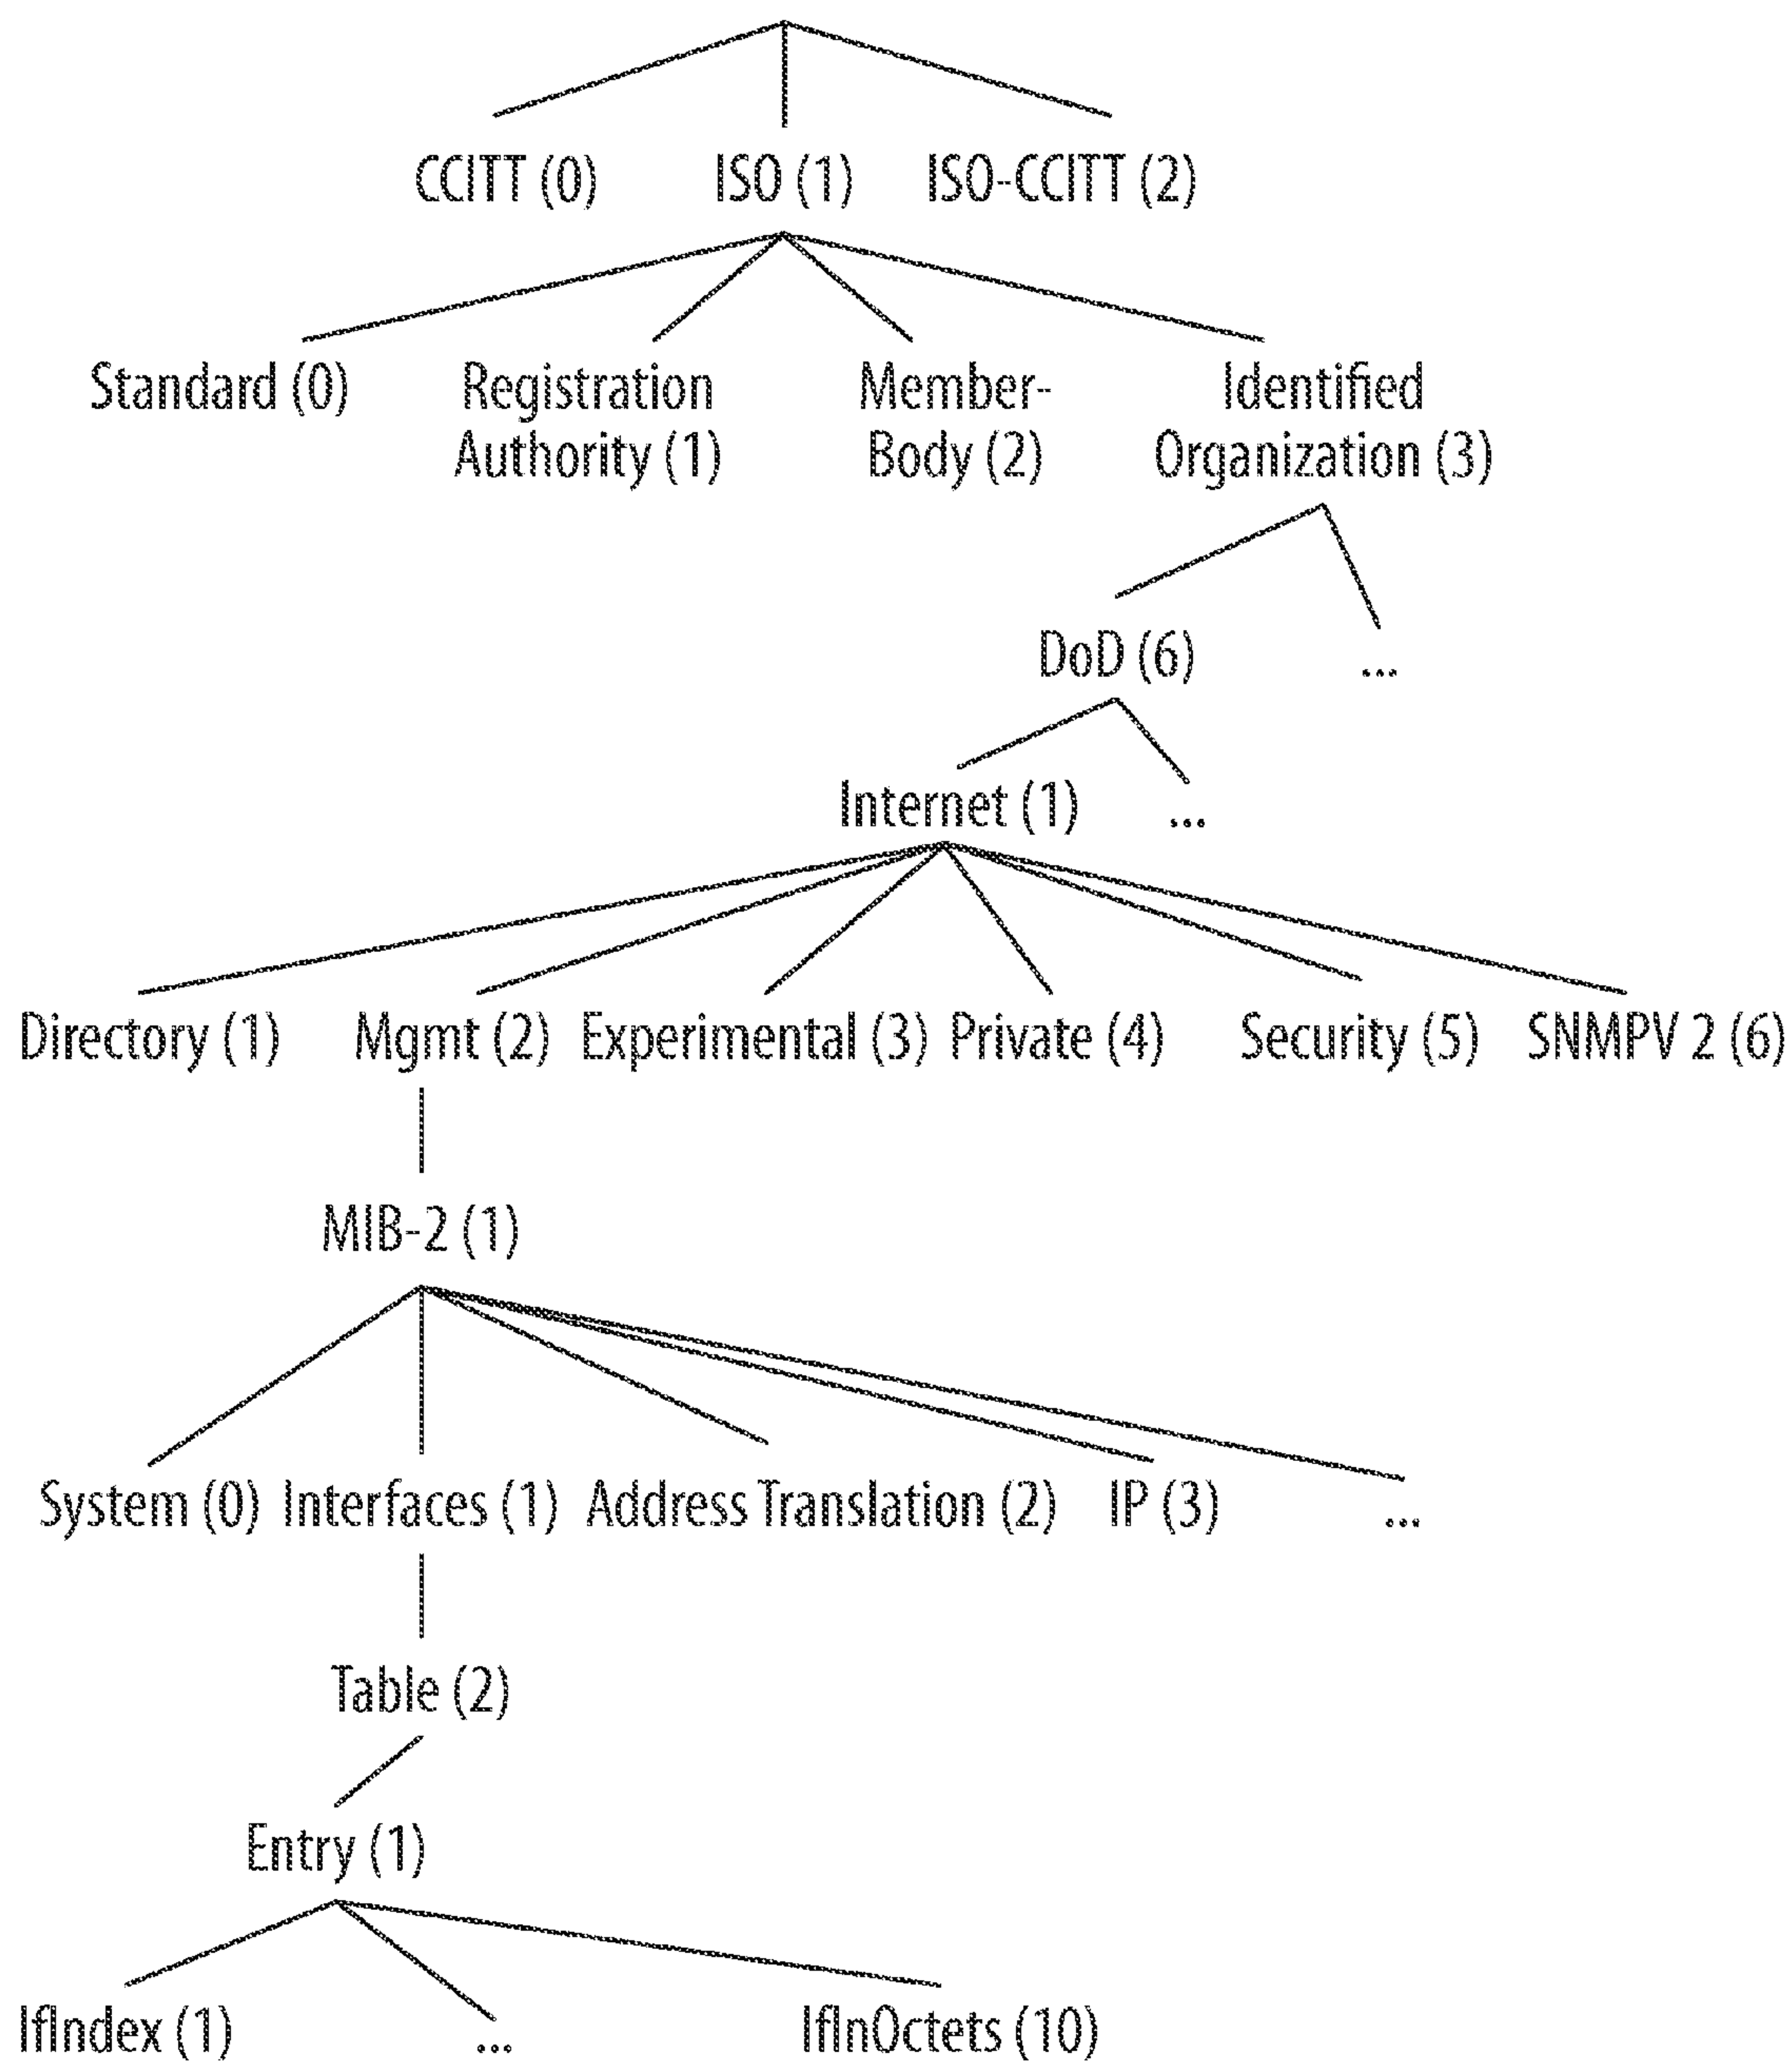 CCITT (0) ISO (1) ISO-CCITT (2)
Standard (0) Registration Member- Identified
Authority (1) Body (2) Organization (3)
DoD (6) ...
Internet (1) ...
Directory (1) Mgmt (2) Experimental (3) Private (4) Security (5) SNMPV 2 (6)
MIB-2 (1)
System (0) Interfaces (1) Address Translation (2) IP (3) ...
Table (2)
Entry (1)
IfIndex (1) ... IfInOctets (10)